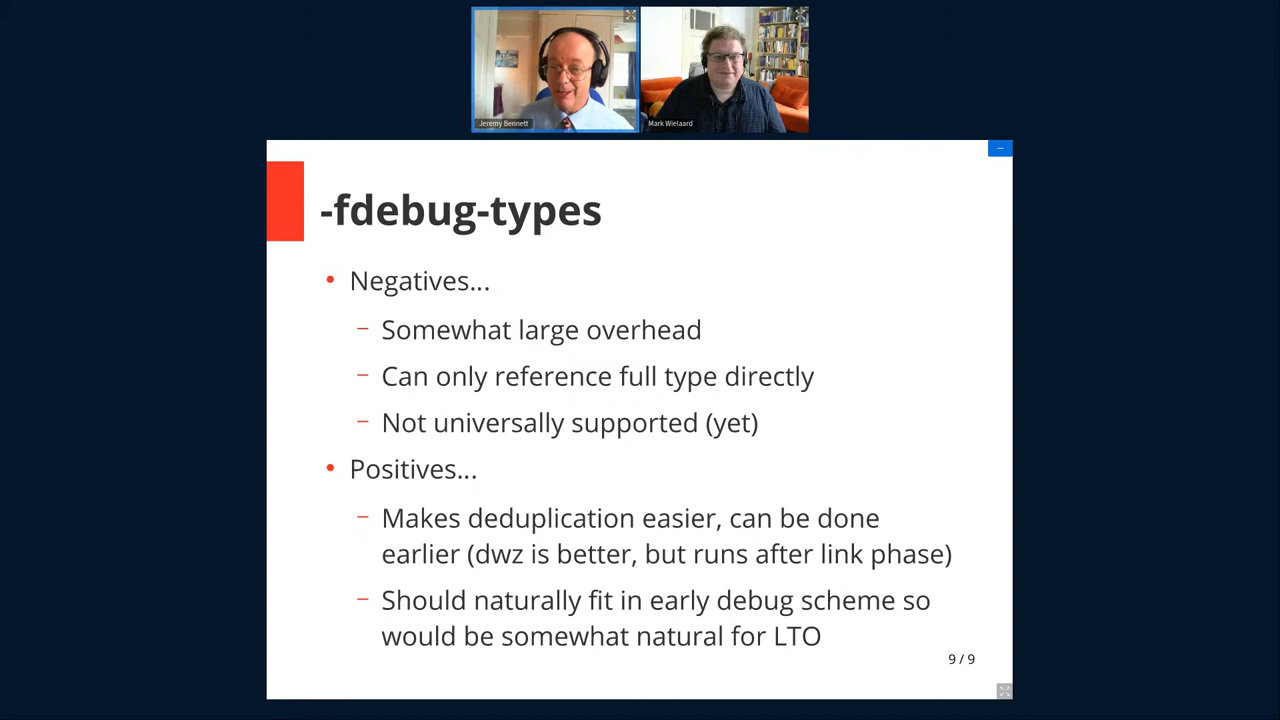 Jeremy Bennett
Mark Wielaard
-fdebug-types
• Negatives...
– Somewhat large overhead
– Can only reference full type directly
– Not universally supported (yet)
• Positives...
– Makes deduplication easier, can be done
earlier (dwz is better, but runs after link phase)
– Should naturally fit in early debug scheme so
would be somewhat natural for LTO
9 / 9